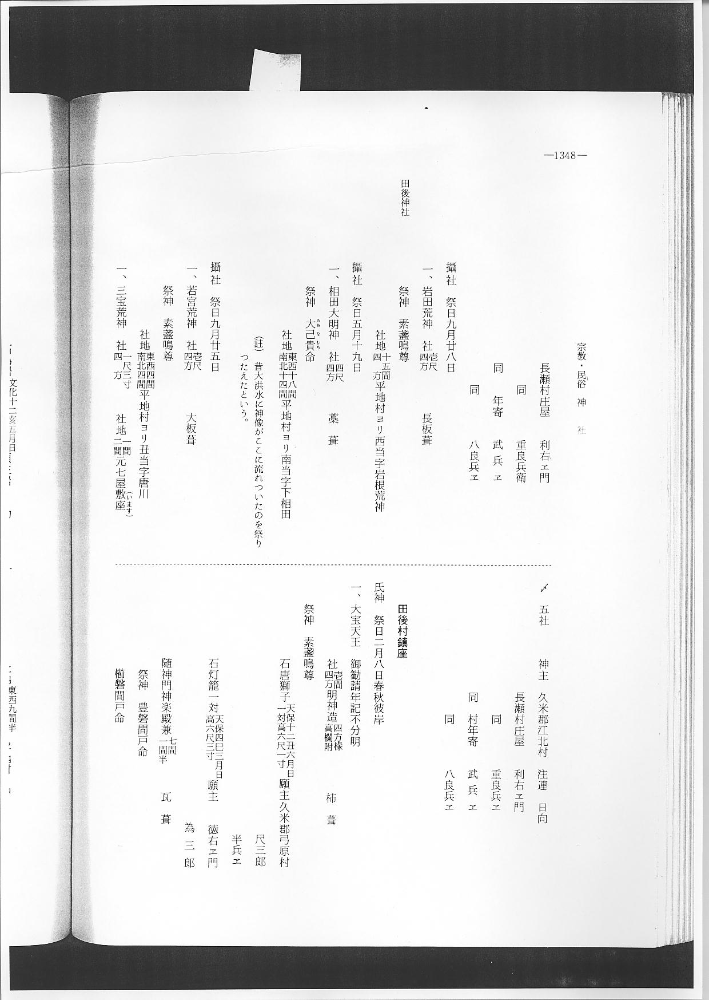 —1348—
宗教・民俗 神 社
長瀬村庄屋 利右ヱ門
同 重良兵衛
同 年寄 武兵ヱ
同 八良兵ヱ
攝社 祭日九月廿八日
一、岩田荒神 社壱尺四方 長板葺
田後神社
祭神 素盞嗚尊
社地十五間四方平地村ヨリ西当字岩根荒神
攝社 祭日五月十九日
一、相田大明神 社四尺四方 藁葺
祭神 大己貴命
おおなむち
社地東西十八間南北十四間平地村ヨリ南当字下相田
(註) 昔大洪水に神像がここに流れついたのを祭り
つたえたという。
攝社 祭日九月廿五日
一、若宮荒神 社壱尺四方 大板葺
祭神 素盞嗚尊
社地東西四間南北四間平地村ヨリ丑当字唐川
一、三宝荒神 社一尺三寸四方 社地一間二間元七屋敷座(います)
〆 五社 神主 久米郡江北村 注連 日向
長瀬村庄屋 利右ヱ門
同 重良兵ヱ
同 村年寄 武兵ヱ
同 八良兵ヱ
田後村鎮座
氏神 祭日二月八日春秋彼岸
一、大宝天王 御勧請年記不分明
社壱間四方明神造四方椽高欄附 柿葺
祭神 素盞嗚尊
石唐獅子天保十二丑六月日一対高六尺一寸願主久米郡弓原村
尺三郎
半兵ヱ
石灯籠一対天保四巳三月日高六尺三寸願主 徳右ヱ門
為三郎
随神門神楽殿兼七間一間半 瓦葺
祭神 豊磐間戸命
櫛磐間戸命
文化十二亥五月日
東西九間半